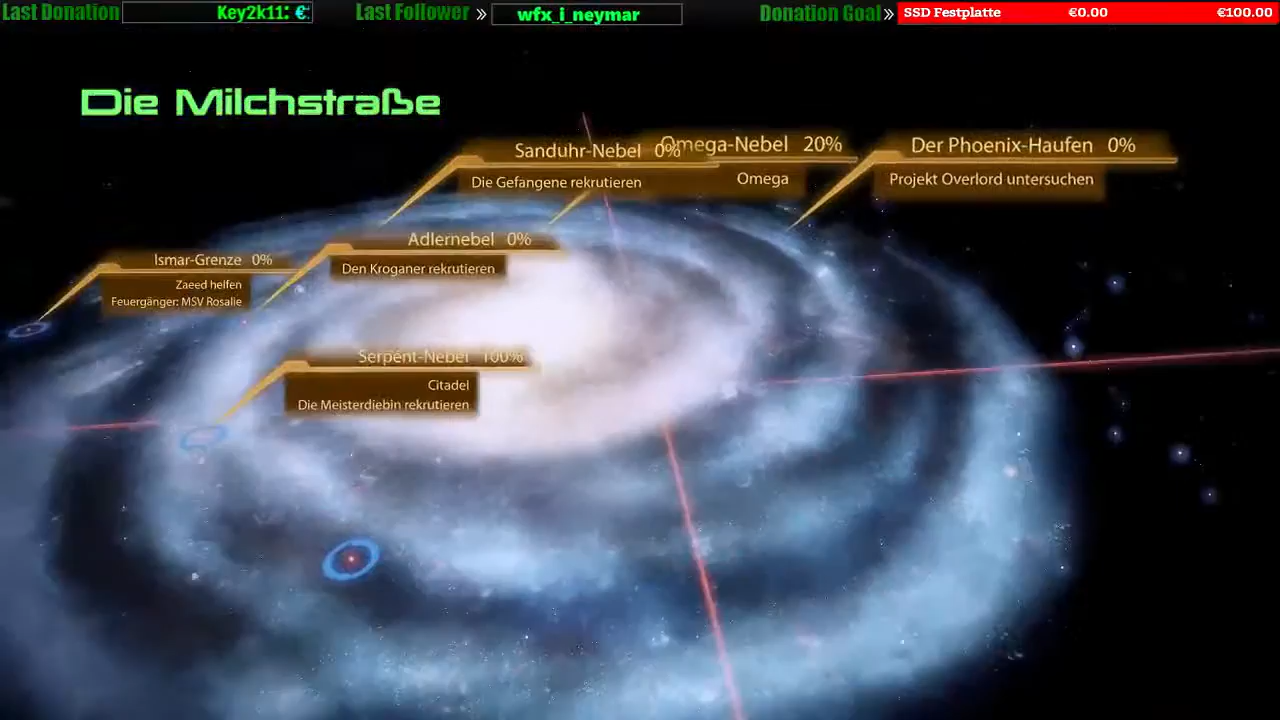 Last Donation Key2k11: €: Last Follower » wfx_i_neymar Donation Goal » SSD Festplatte €0.00 €100.00
Die Milchstraße
Sanduhr-Nebel 0%
Die Gefangene rekrutieren
Omega-Nebel 20%
Omega
Der Phoenix-Haufen 0%
Projekt Overlord untersuchen
Adlernebel 0%
Den Kroganer rekrutieren
Ismar-Grenze 0%
Zaeed helfen
Feuergänger: MSV Rosalie
Serpent-Nebel 100%
Citadel
Die Meisterdiebin rekrutieren